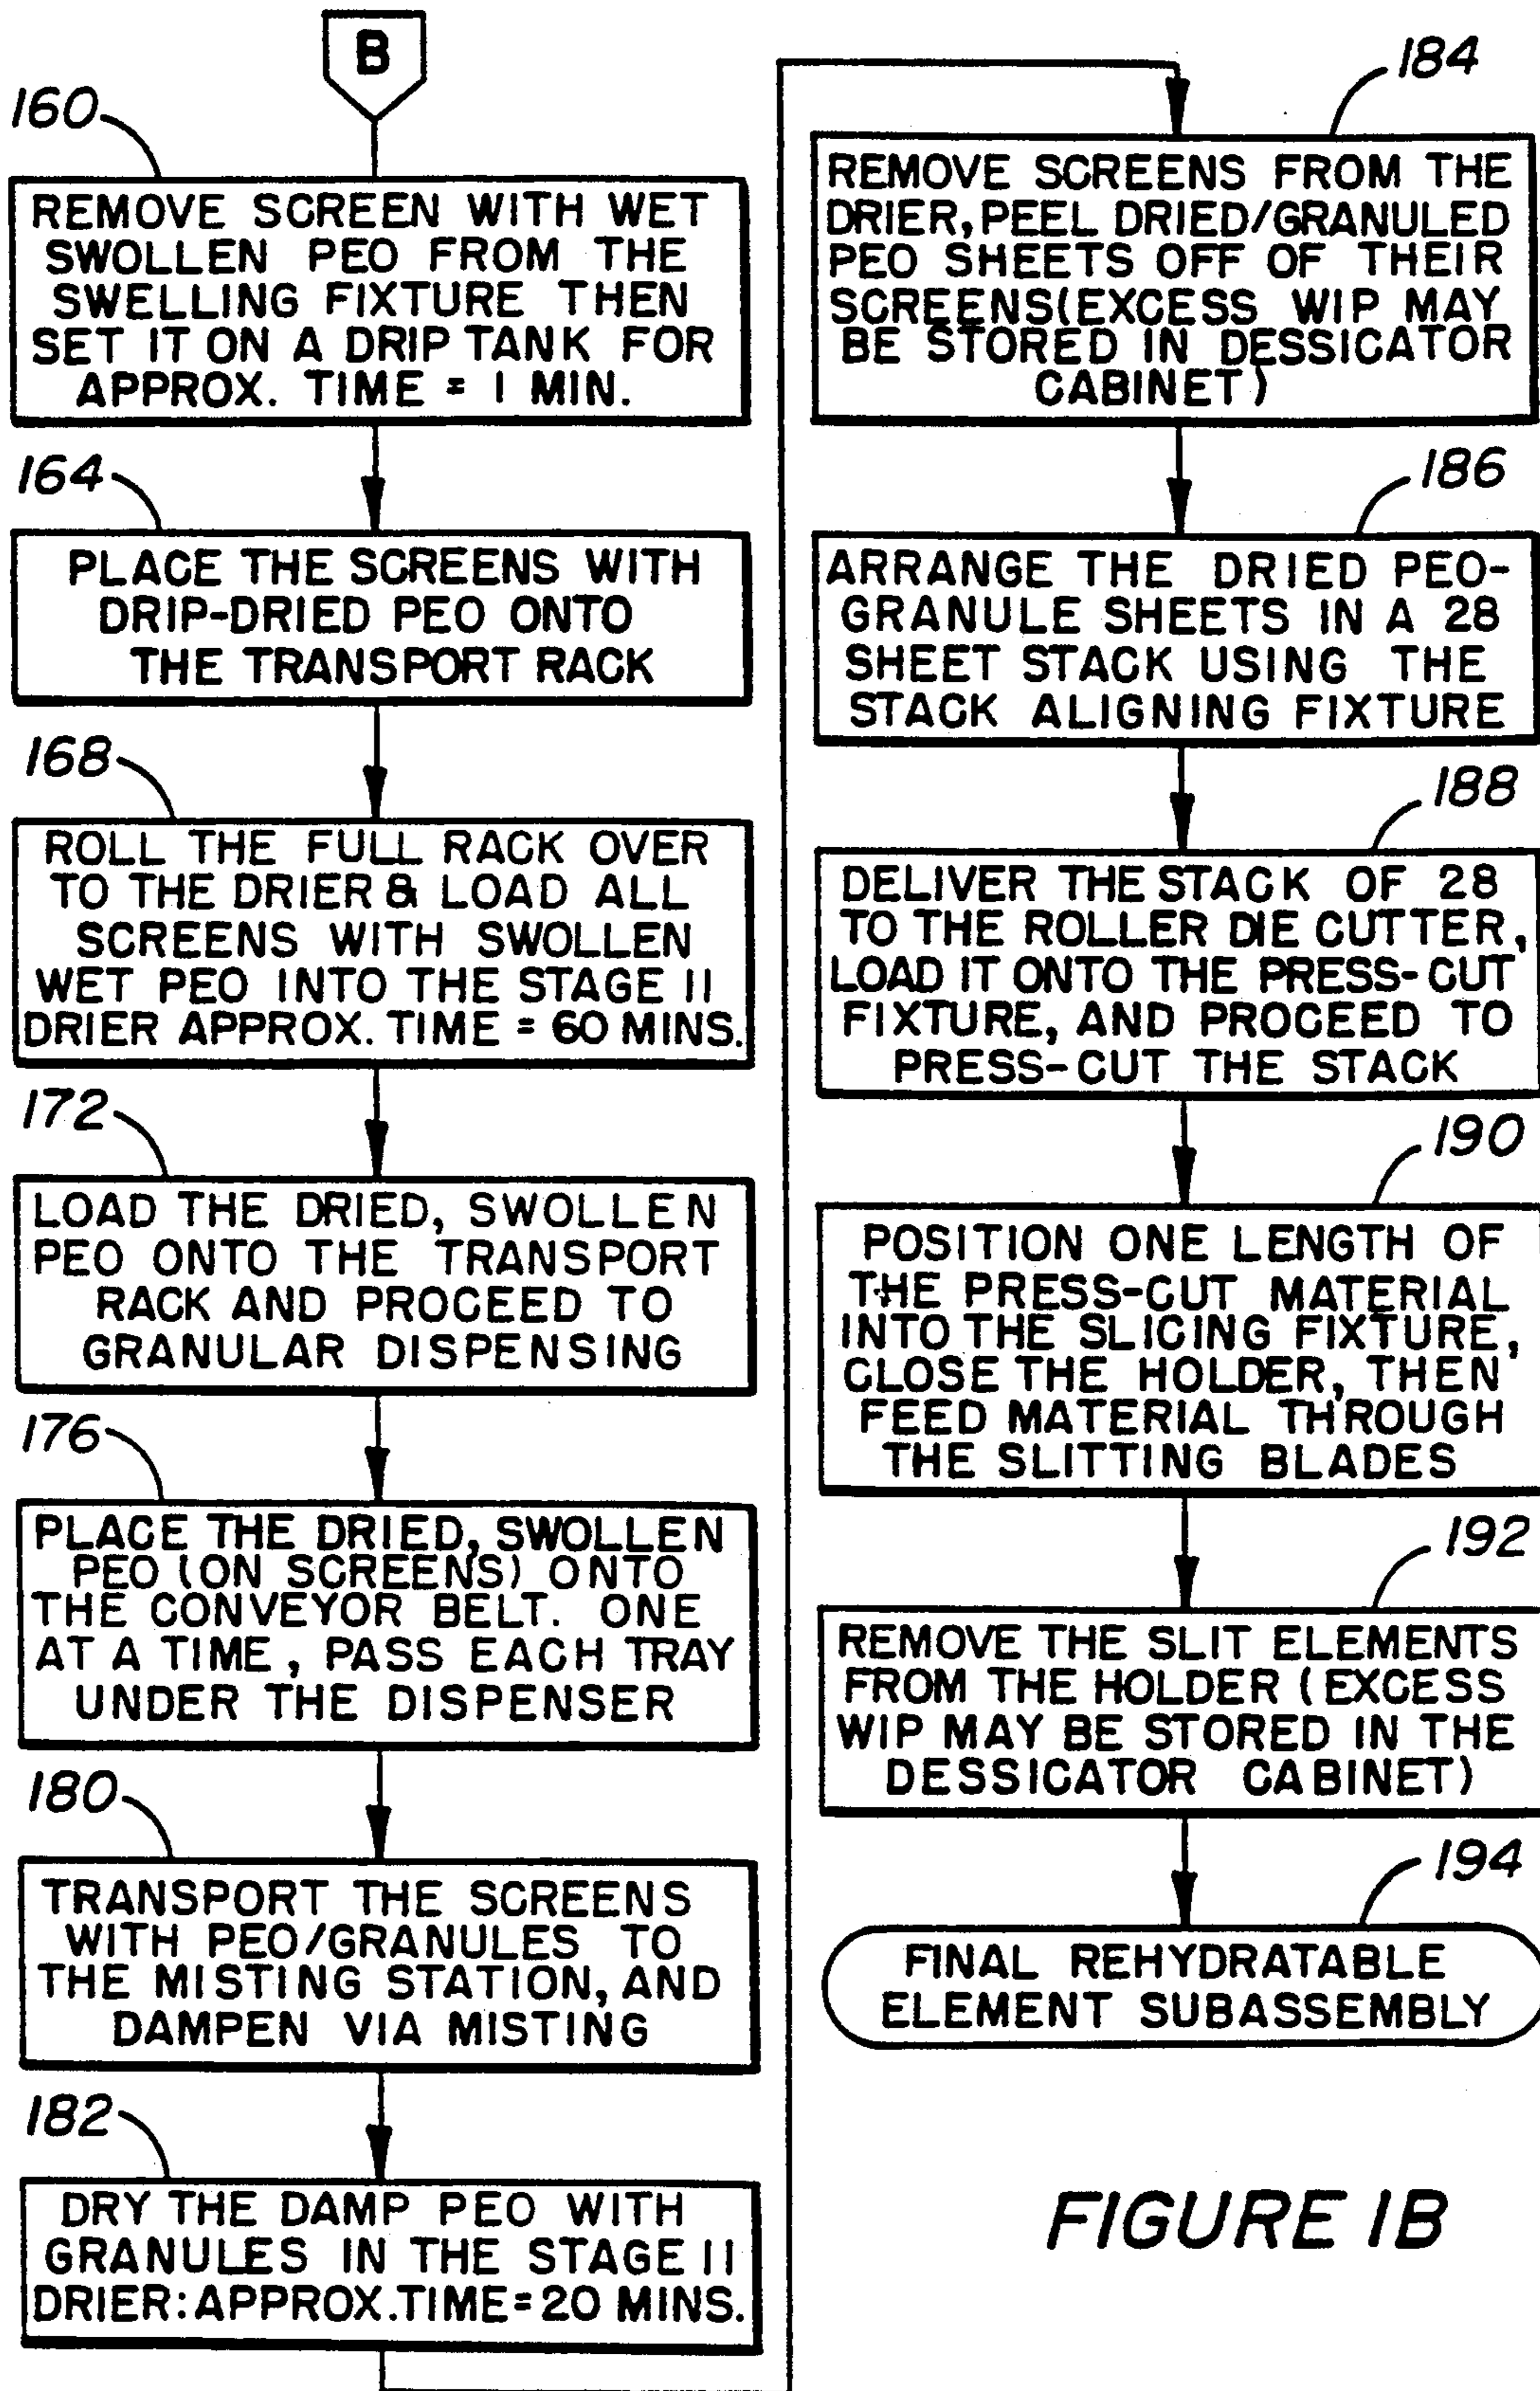 B
160
REMOVE SCREEN WITH WET
SWOLLEN PEO FROM THE
SWELLING FIXTURE THEN
SET IT ON A DRIP TANK FOR
APPROX. TIME = 1 MIN.
164
PLACE THE SCREENS WITH
DRIP-DRIED PEO ONTO
THE TRANSPORT RACK
168
ROLL THE FULL RACK OVER
TO THE DRIER & LOAD ALL
SCREENS WITH SWOLLEN
WET PEO INTO THE STAGE II
DRIER APPROX. TIME = 60 MINS.
172
LOAD THE DRIED, SWOLLEN
PEO ONTO THE TRANSPORT
RACK AND PROCEED TO
GRANULAR DISPENSING
176
PLACE THE DRIED, SWOLLEN
PEO (ON SCREENS) ONTO
THE CONVEYOR BELT. ONE
AT A TIME, PASS EACH TRAY
UNDER THE DISPENSER
180
TRANSPORT THE SCREENS
WITH PEO/GRANULES TO
THE MISTING STATION, AND
DAMPEN VIA MISTING
182
DRY THE DAMP PEO WITH
GRANULES IN THE STAGE II
DRIER: APPROX. TIME = 20 MINS.
184
REMOVE SCREENS FROM THE
DRIER, PEEL DRIED/GRANULED
PEO SHEETS OFF OF THEIR
SCREENS(EXCESS WIP MAY
BE STORED IN DESSICATOR
CABINET)
186
ARRANGE THE DRIED PEO-
GRANULE SHEETS IN A 28
SHEET STACK USING THE
STACK ALIGNING FIXTURE
188
DELIVER THE STACK OF 28
TO THE ROLLER DIE CUTTER,
LOAD IT ONTO THE PRESS-CUT
FIXTURE, AND PROCEED TO
PRESS-CUT THE STACK
190
POSITION ONE LENGTH OF
THE PRESS-CUT MATERIAL
INTO THE SLICING FIXTURE,
CLOSE THE HOLDER, THEN
FEED MATERIAL THROUGH
THE SLITTING BLADES
192
REMOVE THE SLIT ELEMENTS
FROM THE HOLDER (EXCESS
WIP MAY BE STORED IN THE
DESSICATOR CABINET)
194
FINAL REHYDRATABLE
ELEMENT SUBASSEMBLY
FIGURE 1B